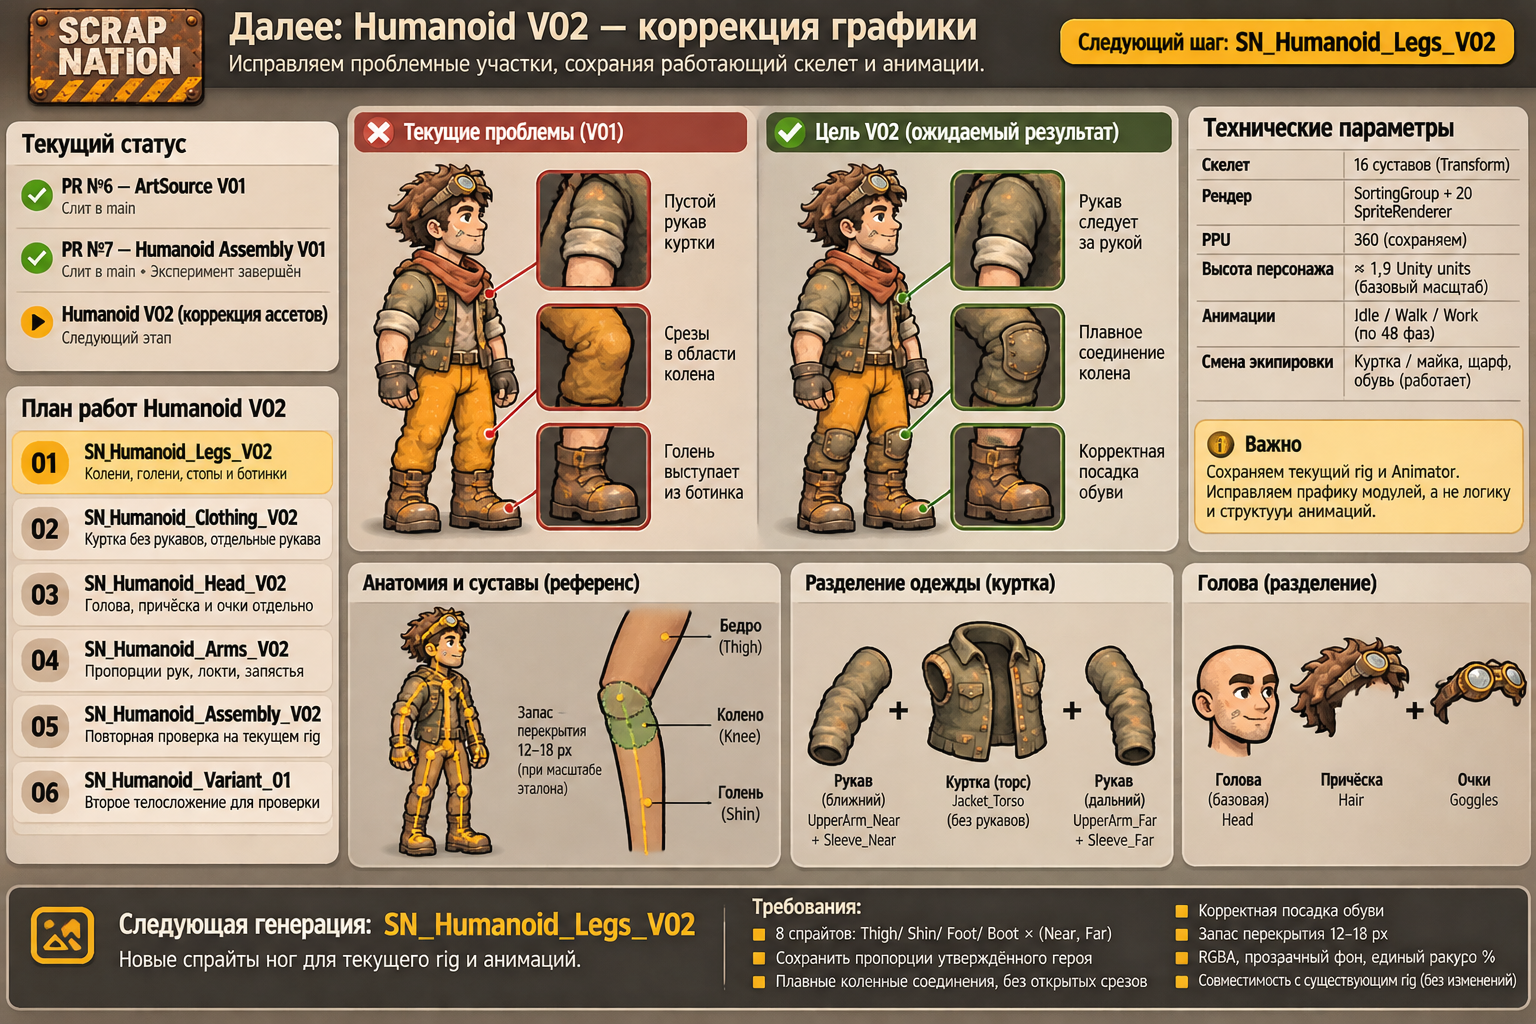 SCRAP
NATION
Далее: Humanoid V02 — коррекция графики
Исправляем проблемные участки, сохраняя работающий скелет и анимации.
Следующий шаг: SN_Humanoid_Legs_V02
Текущий статус
PR №6 — ArtSource V01
Слит в main
PR №7 — Humanoid Assembly V01
Слит в main • Эксперимент завершён
Humanoid V02 (коррекция ассетов)
Следующий этап
План работ Humanoid V02
01
SN_Humanoid_Legs_V02
Колени, голени, стопы и ботинки
02
SN_Humanoid_Clothing_V02
Куртка без рукавов, отдельные рукава
03
SN_Humanoid_Head_V02
Голова, причёска и очки отдельно
04
SN_Humanoid_Arms_V02
Пропорции рук, локти, запястья
05
SN_Humanoid_Assembly_V02
Повторная проверка на текущем rig
06
SN_Humanoid_Variant_01
Второе телосложение для проверки
Текущие проблемы (V01)
Пустой
рукав
куртки
Срезы
в области
колена
Голень
выступает
из ботинка
Цель V02 (ожидаемый результат)
Рукав
следует
за рукой
Плавное
соединение
колена
Корректная
посадка
обуви
Технические параметры
Скелет 16 суставов (Transform)
Рендер SortingGroup + 20
SpriteRenderer
PPU 360 (сохраняем)
Высота персонажа ≈ 1,9 Unity units
(базовый масщтаб)
Анимации Idle / Walk / Work
(по 48 фаз)
Смена экипировки Куртка / майка, щарф,
обувь (работает)
Важно
Сохраняем текущий rig и Animator.
Исправляем прафику модулей, а не логику
и структууи анимаций.
Анатомия и суставы (референс)
Запас
перекрытия
12–18 px
(при масштабе
эталона)
Бедро
(Thigh)
Колено
(Knee)
Голень
(Shin)
Разделение одежды (куртка)
+
+
Рукав
(ближний)
UpperArm_Near
+ Sleeve_Near
Куртка (торс)
Jacket_Torso
(без рукавов)
Рукав
(дальний)
UpperArm_Far
+ Sleeve_Far
Голова (разделение)
+
Голова
(базовая)
Head
Причёска
Hair
Очки
Goggles
Следующая генерация: SN_Humanoid_Legs_V02
Новые спрайты ног для текущего rig и анимаций.
Требования:
8 спрайтов: Thigh/ Shin/ Foot/ Boot × (Near, Far)
Сохранить пропорции утверждённого героя
Плавные коленные соединения, без открытых срезов
Корректная посадка обуви
Запас перекрытия 12–18 px
RGBA, прозрачный фон, единый ракурс %
Совместимость с существующим rig (без изменений)